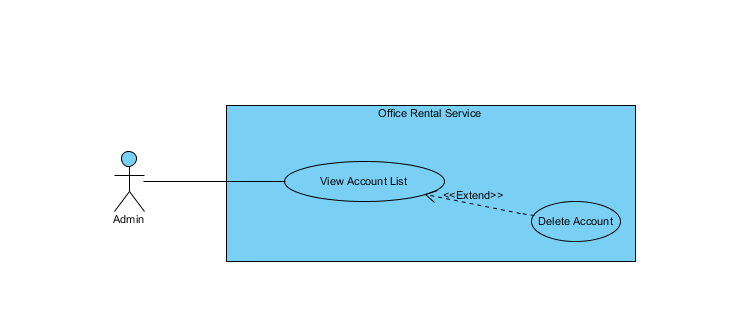 Office Rental Service
View Account List
<<Extend>>
Admin
Delete Account